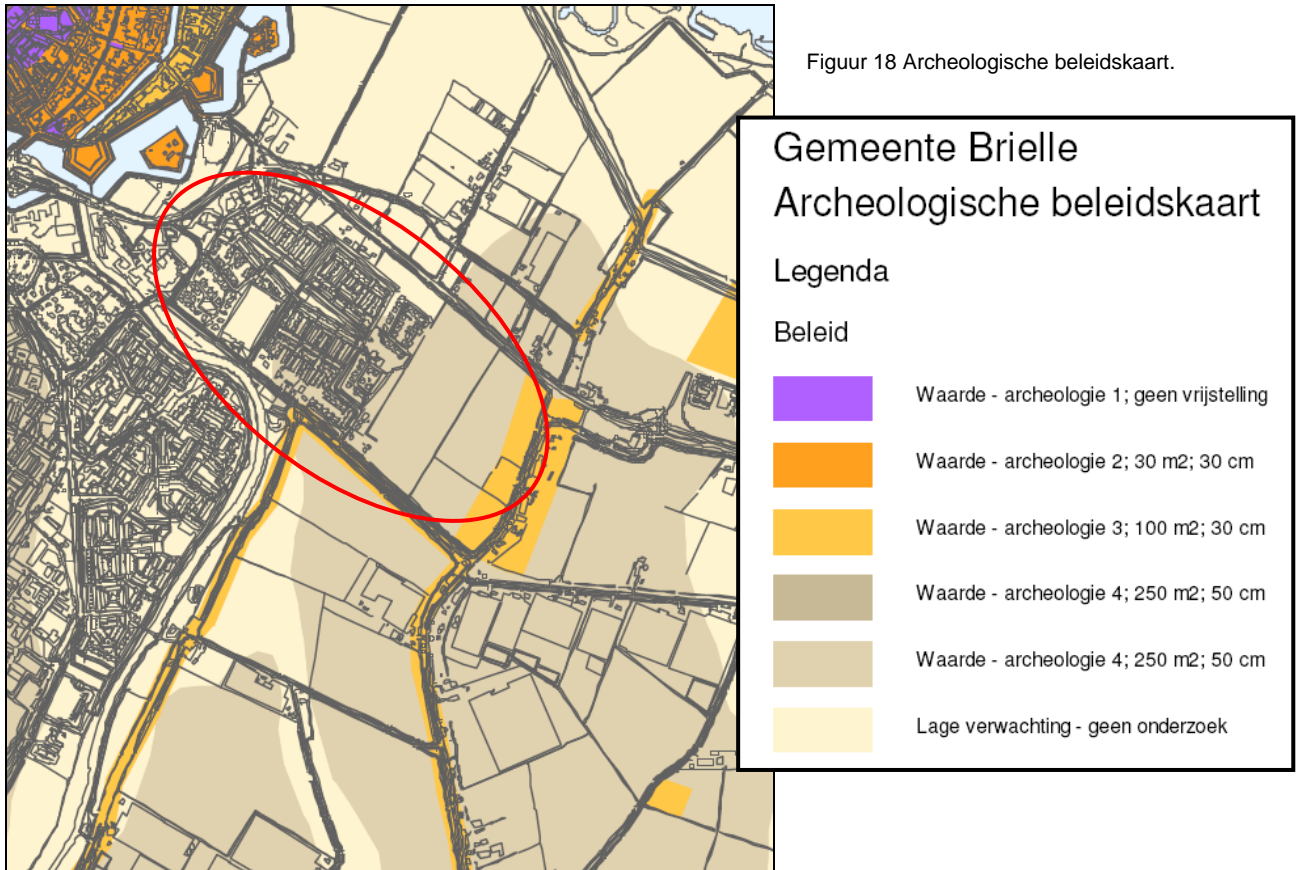 Figuur 18 Archeologische beleidskaart.
Gemeente Brielle
Archeologische beleidskaart
Legenda
Beleid
Waarde - archeologie 1; geen vrijstelling
Waarde - archeologie 2; 30 m2; 30 cm
Waarde - archeologie 3; 100 m2; 30 cm
Waarde - archeologie 4; 250 m2; 50 cm
Waarde - archeologie 4; 250 m2; 50 cm
Lage verwachting - geen onderzoek